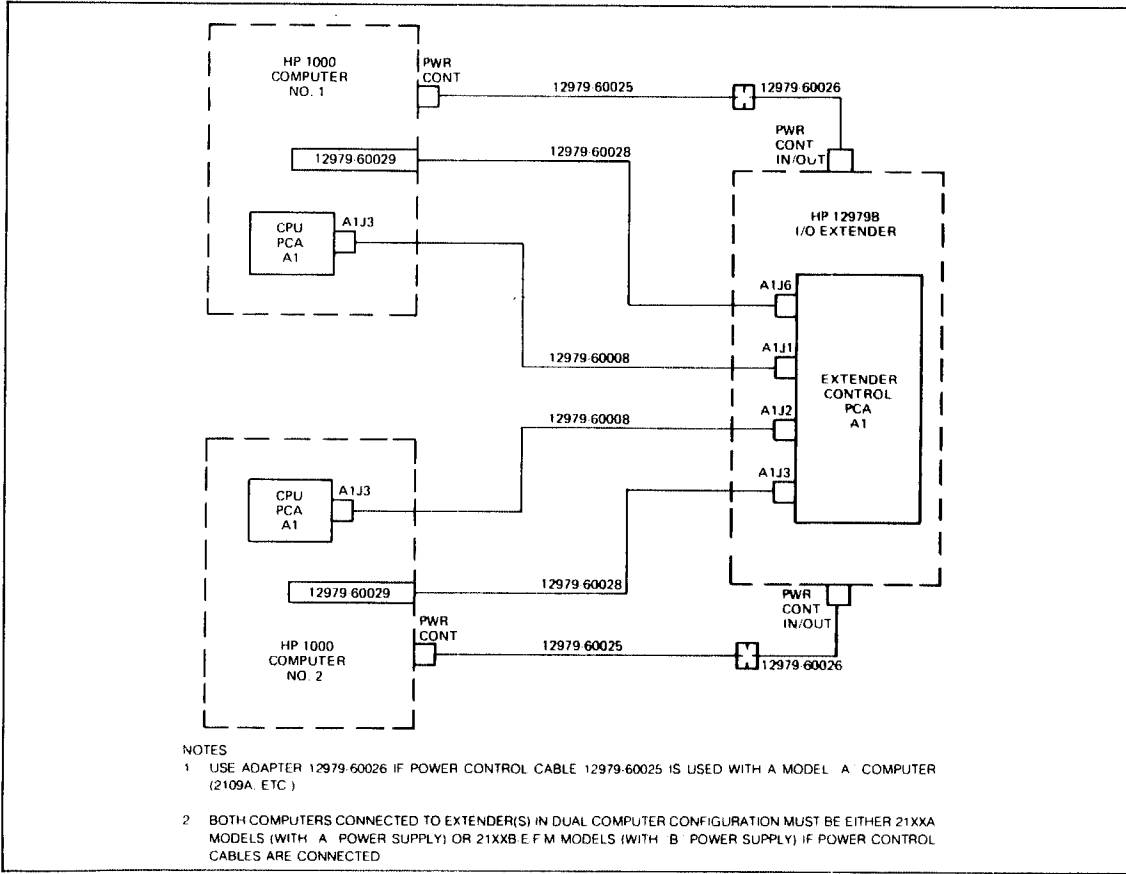 HP 1000
COMPUTER
NO. 1
PWR
CONT
12979-60025
12979-60026
PWR
CONT
IN/OUT
12979-60029
12979-60028
HP 12979B
I/O EXTENDER
CPU
PCA
A1
A1J3
A1J6
12979-60008
A1J1
EXTENDER
CONTROL
PCA
A1
12979-60008
A1J2
A1J3
CPU
PCA
A1
A1J3
12979-60029
12979-60028
PWR
CONT
IN/OUT
HP 1000
COMPUTER
NO. 2
PWR
CONT
12979-60025
12979-60026
NOTES
1 USE ADAPTER 12979-60026 IF POWER CONTROL CABLE 12979-60025 IS USED WITH A MODEL A COMPUTER
(2109A, ETC )
2 BOTH COMPUTERS CONNECTED TO EXTENDER(S) IN DUAL COMPUTER CONFIGURATION MUST BE EITHER 21XXA
MODELS (WITH A POWER SUPPLY) OR 21XXB E F M MODELS (WITH B POWER SUPPLY) IF POWER CONTROL
CABLES ARE CONNECTED